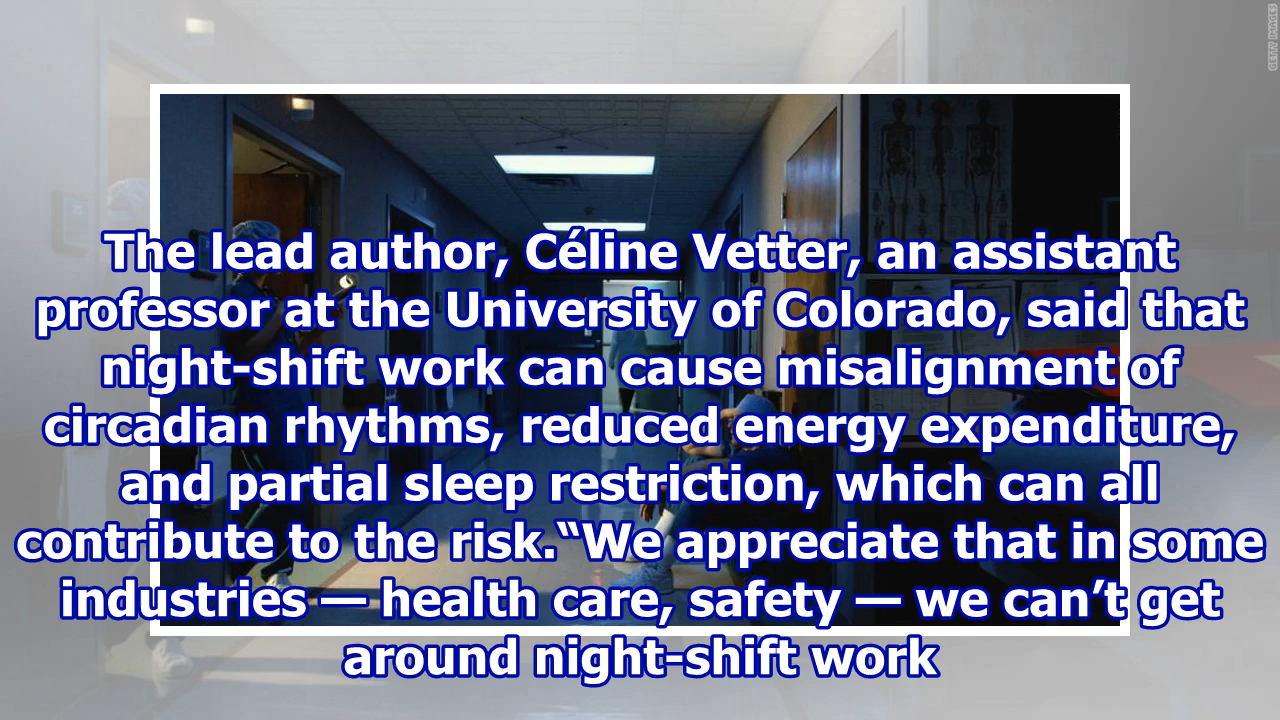 GETTY IMAGES
The lead author, Céline Vetter, an assistant
professor at the University of Colorado, said that
night-shift work can cause misalignment of
circadian rhythms, reduced energy expenditure,
and partial sleep restriction, which can all
contribute to the risk.“We appreciate that in some
industries — health care, safety — we can’t get
around night-shift work